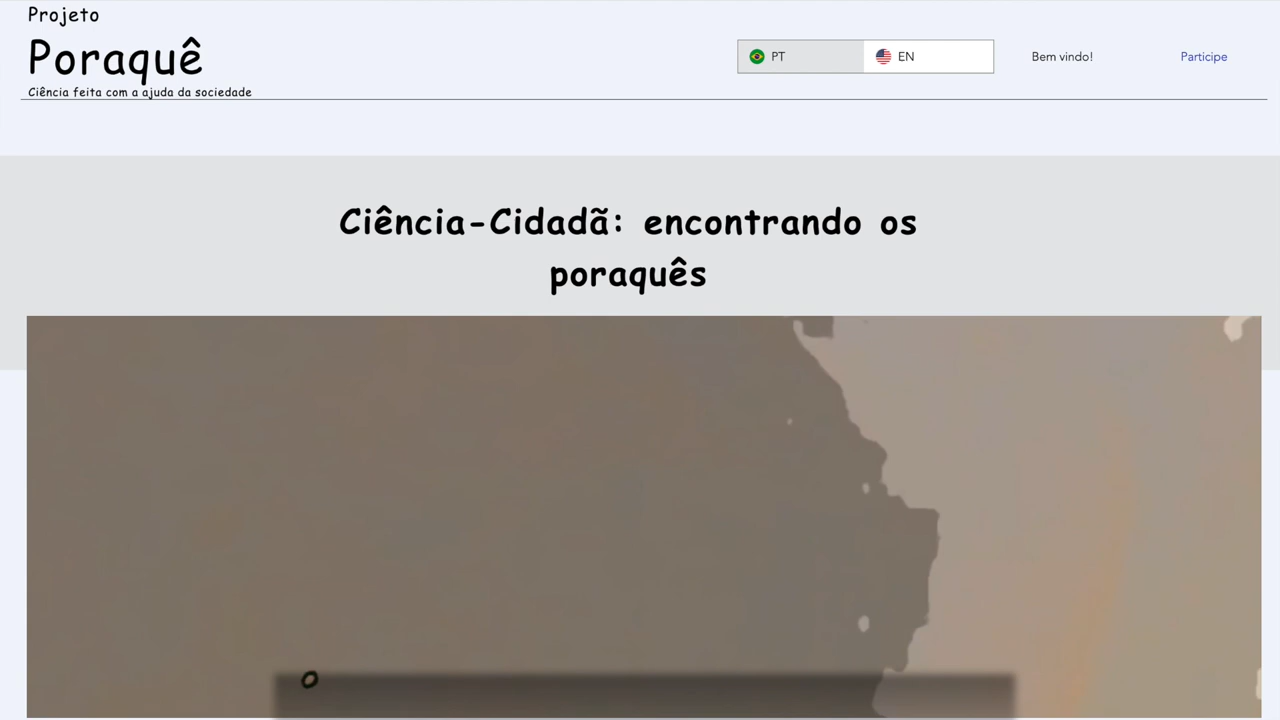 Projeto
Poraquê
Ciência feita com a ajuda da sociedade
PT
EN
Bem vindo!
Participe
Ciência-Cidadã: encontrando os
poraquês